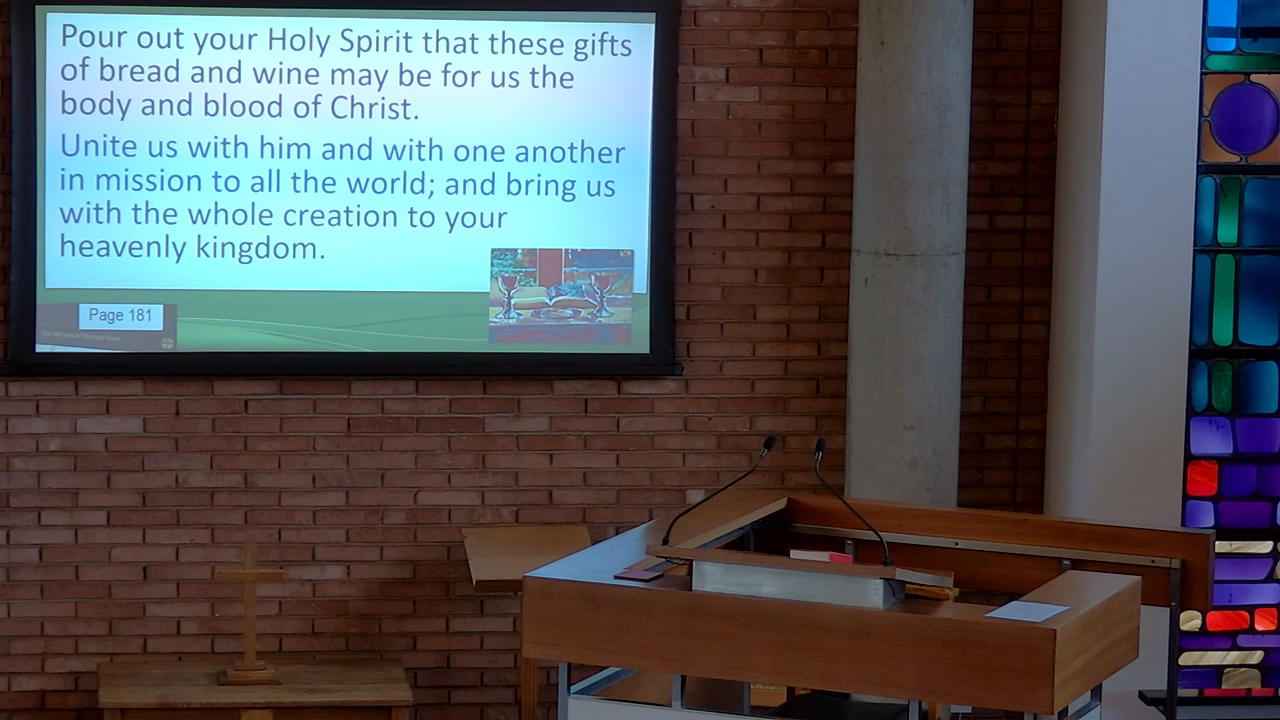 Pour out your Holy Spirit that these gifts
of bread and wine may be for us the
body and blood of Christ.
Unite us with him and with one another
in mission to all the world; and bring us
with the whole creation to your
heavenly kingdom.
Page 181